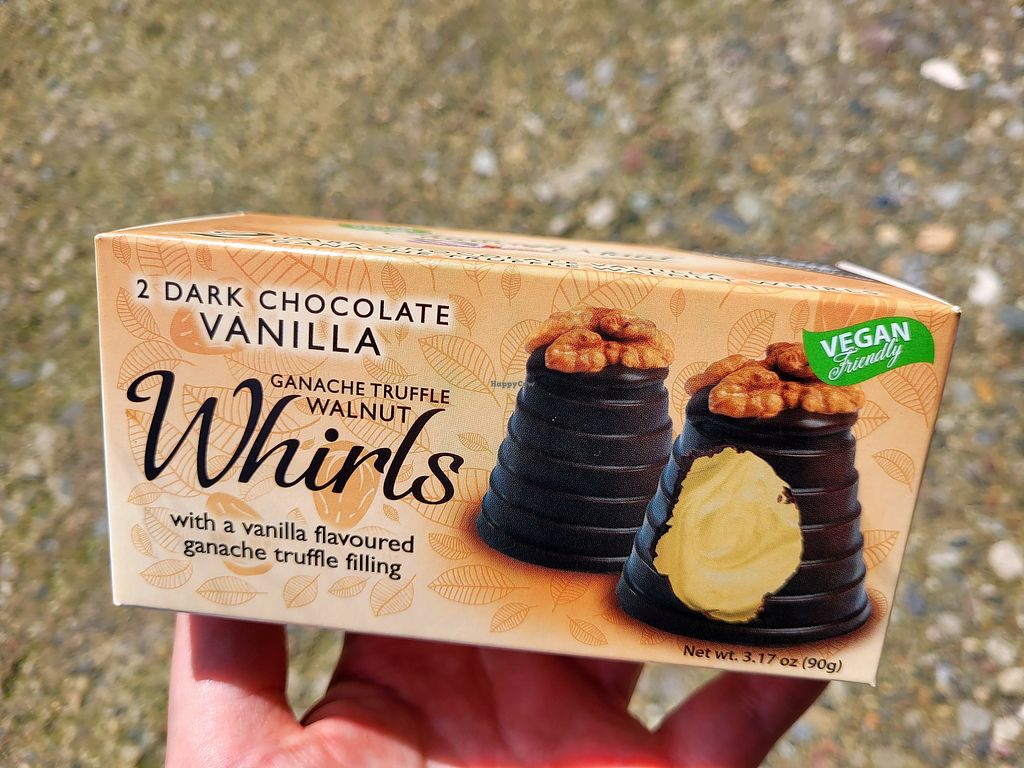 2 DARK CHOCOLATE
VANILLA
GANACHE TRUFFLE
WALNUT
Whirls
with a vanilla flavoured
ganache truffle filling
VEGAN
Friendly
HappyCow
Net wt. 3.17 oz (90g)